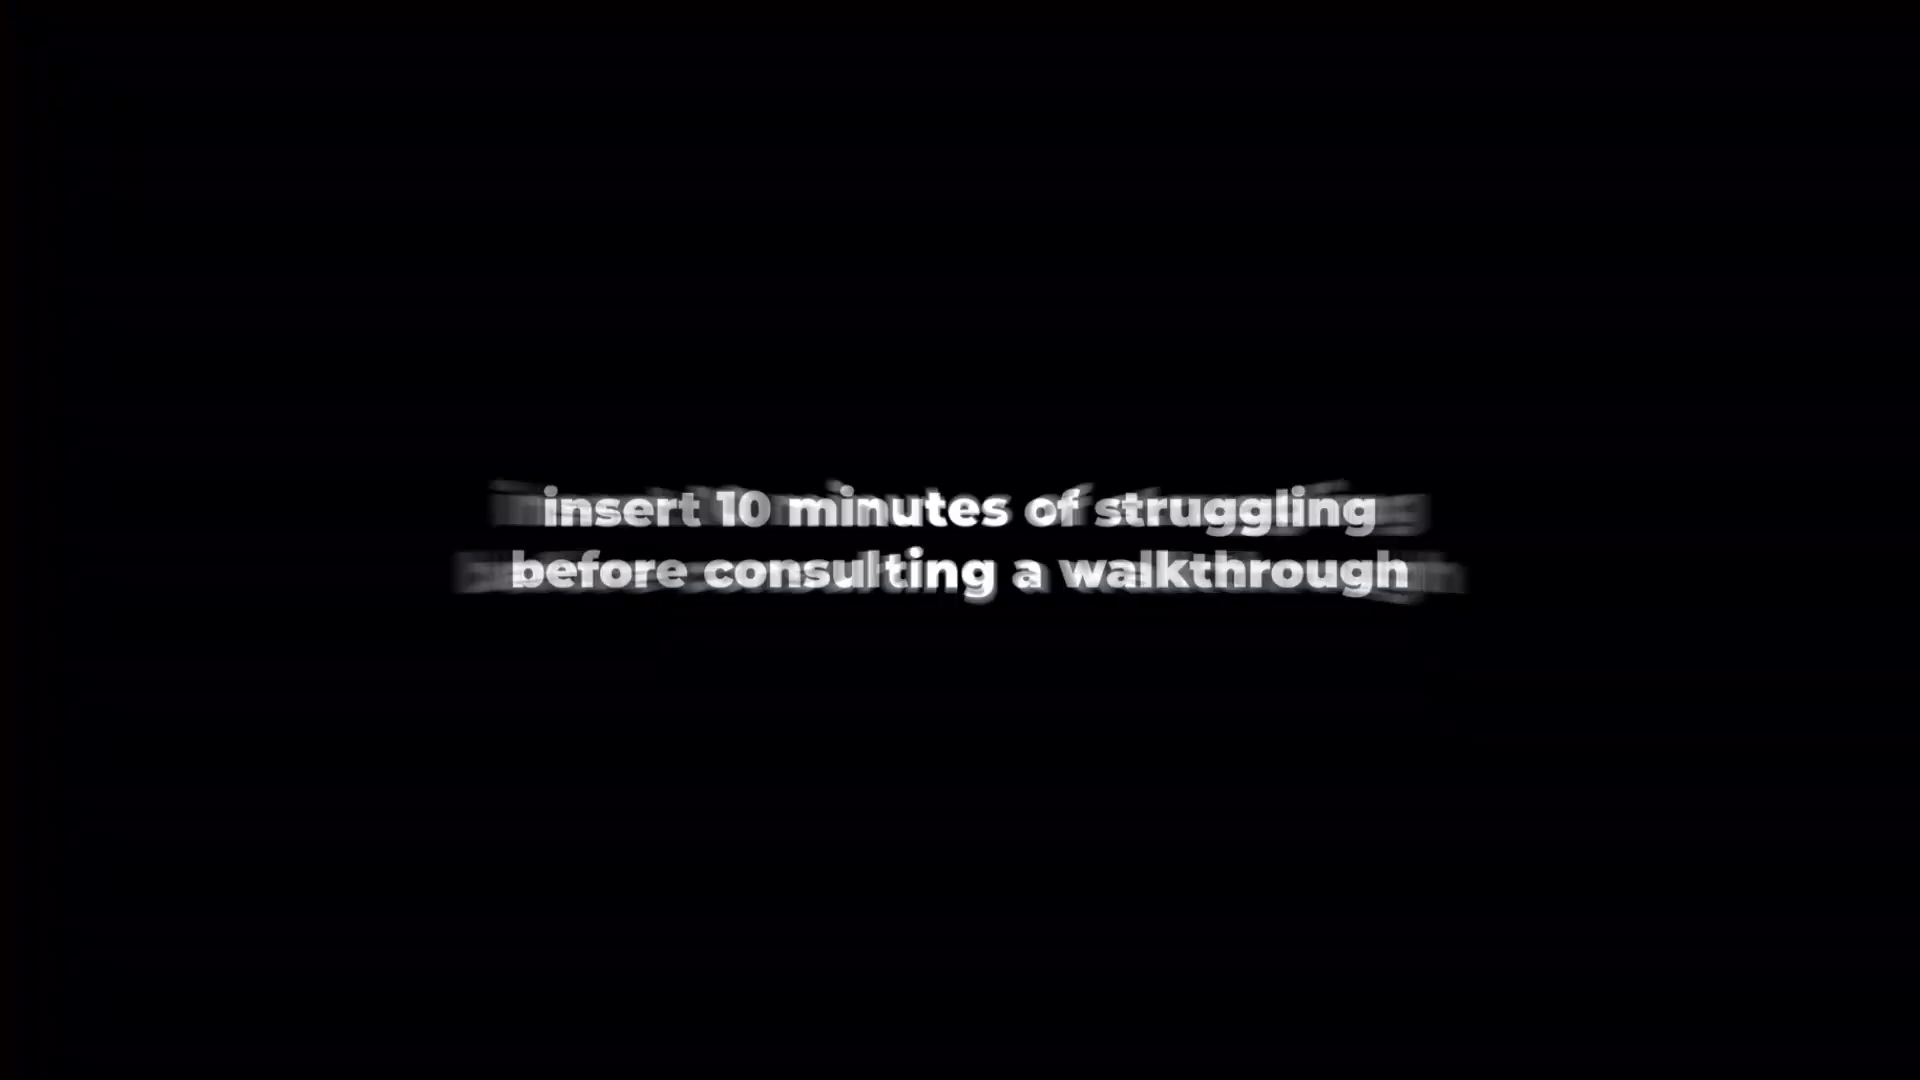 insert 10 minutes of struggling
before consulting a walkthrough